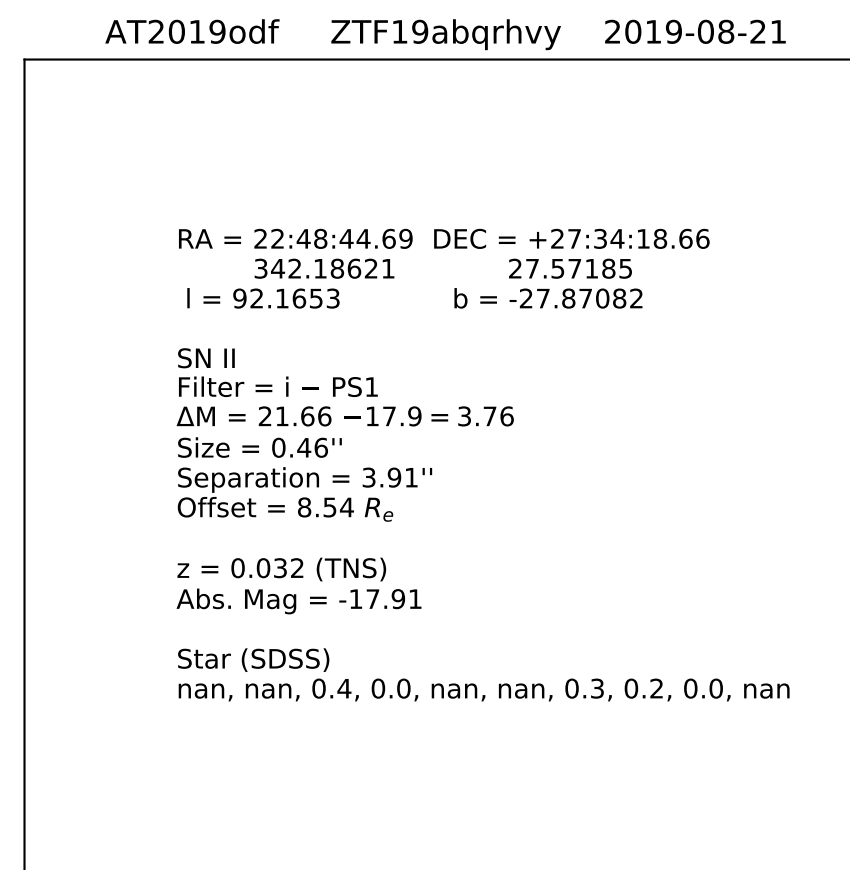 AT2019odf ZTF19abqrhvy 2019-08-21
RA = 22:48:44.69 DEC = +27:34:18.66
342.18621 27.57185
l = 92.1653 b = -27.87082
SN II
Filter = i − PS1
ΔM = 21.66 −17.9 = 3.76
Size = 0.46''
Separation = 3.91''
Offset = 8.54 Re
z = 0.032 (TNS)
Abs. Mag = -17.91
Star (SDSS)
nan, nan, 0.4, 0.0, nan, nan, 0.3, 0.2, 0.0, nan